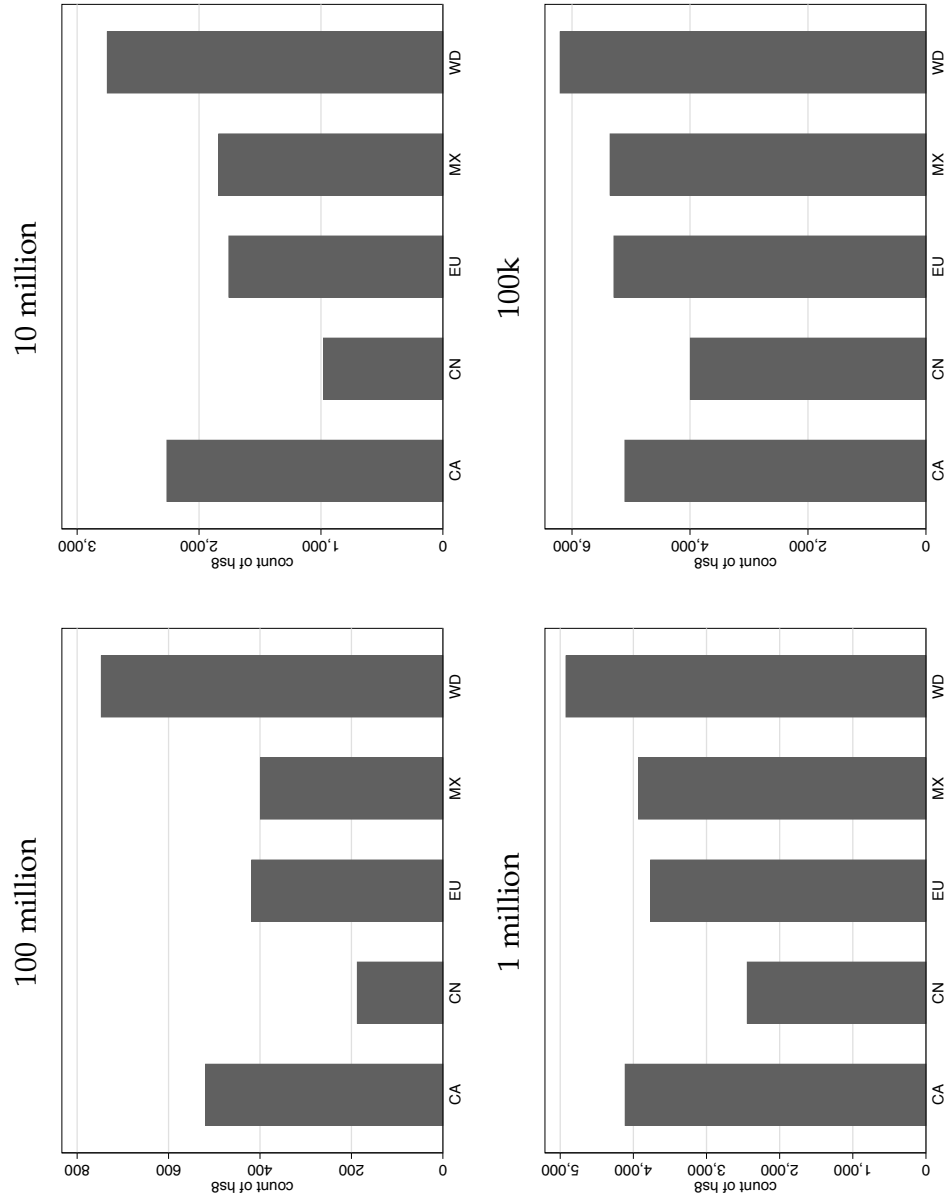 100 million
count of hs8
800
600
400
200
0
CA
CN
EU
MX
WD
10 million
count of hs8
3,000
2,000
1,000
0
CA
CN
EU
MX
WD
1 million
count of hs8
5,000
4,000
3,000
2,000
1,000
0
CA
CN
EU
MX
WD
100k
count of hs8
6,000
4,000
2,000
0
CA
CN
EU
MX
WD